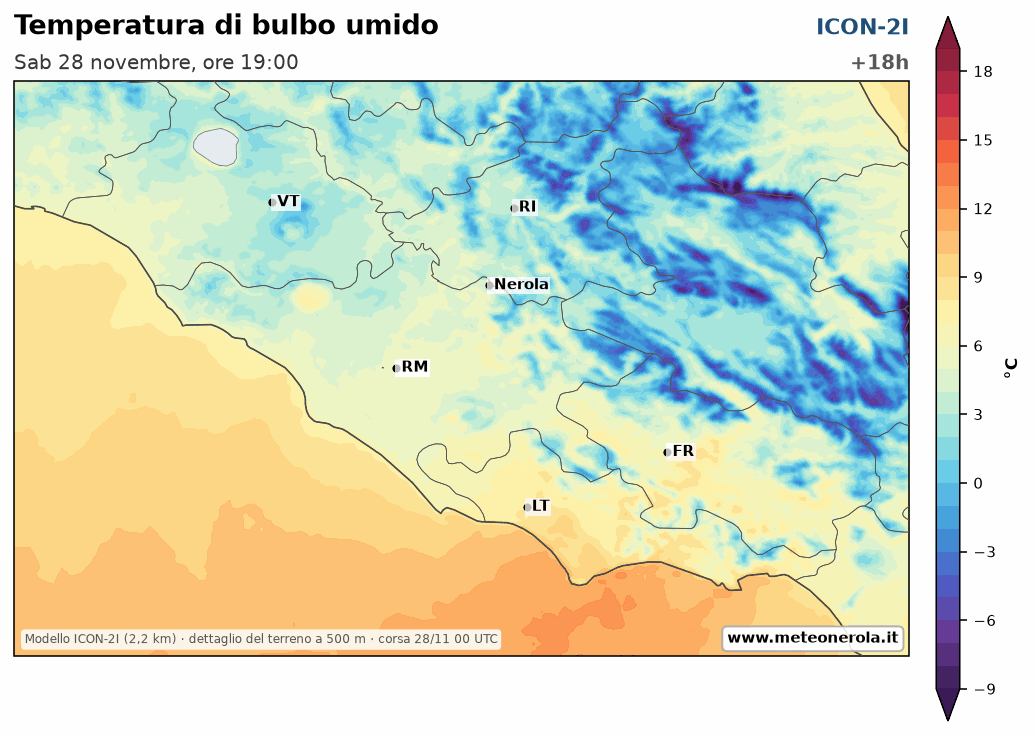 Temperatura di bulbo umido
ICON-2I
Sab 28 novembre, ore 19:00
+18h
VT
RI
Nerola
RM
FR
LT
Modello ICON-2I (2,2 km) · dettaglio del terreno a 500 m · corsa 28/11 00 UTC
www.meteonerola.it
18
15
12
9
6
3
0
−3
−6
−9
°C